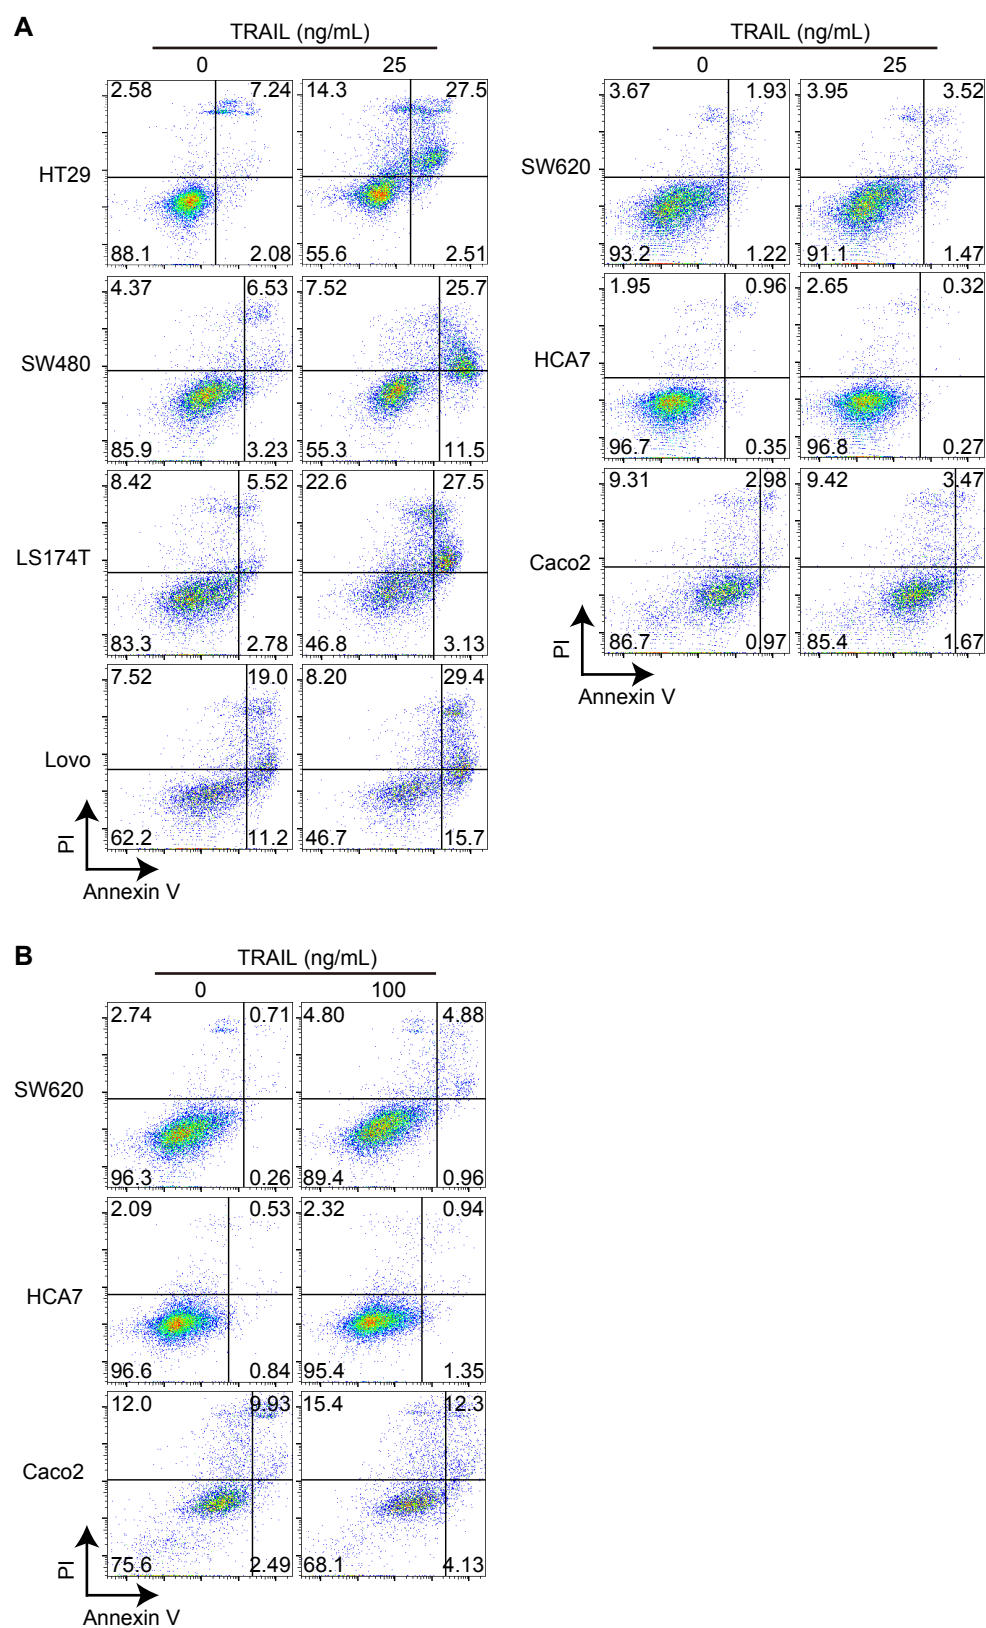 A
TRAIL (ng/mL)
0 25
HT29
2.58 7.24
88.1 2.08
14.3 27.5
55.6 2.51
SW480
4.37 6.53
85.9 3.23
7.52 25.7
55.3 11.5
LS174T
8.42 5.52
83.3 2.78
22.6 27.5
46.8 3.13
Lovo
7.52 19.0
62.2 11.2
8.20 29.4
46.7 15.7
PI
Annexin V
TRAIL (ng/mL)
0 25
SW620
3.67 1.93
93.2 1.22
3.95 3.52
91.1 1.47
HCA7
1.95 0.96
96.7 0.35
2.65 0.32
96.8 0.27
Caco2
9.31 2.98
86.7 0.97
9.42 3.47
85.4 1.67
PI
Annexin V
B
TRAIL (ng/mL)
0 100
SW620
2.74 0.71
96.3 0.26
4.80 4.88
89.4 0.96
HCA7
2.09 0.53
96.6 0.84
2.32 0.94
95.4 1.35
Caco2
12.0 9.93
75.6 2.49
15.4 12.3
68.1 4.13
PI
Annexin V